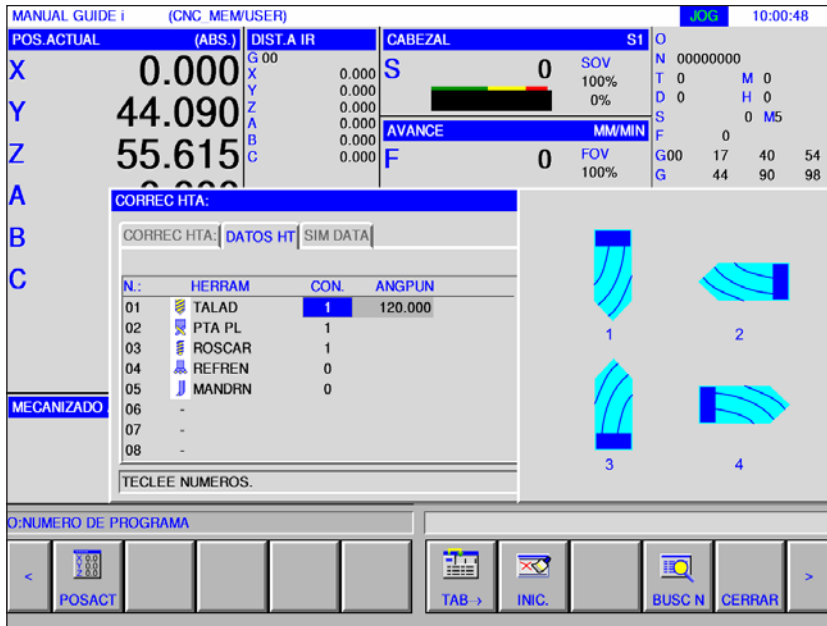 MANUAL GUIDE i (CNC_MEM/USER) JOG 10:00:48
POS.ACTUAL (ABS.) DIST.A IR CABEZAL S1 O
G 00 N 00000000
X 0.000 X 0.000 S 0 SOV 100% 0% T 0 M 0
Y 0.000 D 0 H 0
Y 44.090 Z 0.000 S 0 M5
A 0.000 AVANCE MM/MIN F 0
Z 55.615 B 0.000 F 0 FOV 100% G00 17 40 54
C 0.000 G 44 90 98
A
CORREC HTA:
B
CORREC HTA: DATOS HT SIM DATA
C
N.: HERRAM CON. ANGPUN
01 TALAD 1 120.000
02 PTA PL 1
03 ROSCAR 1
04 REFREN 0
05 MANDRN 0
06 -
07 -
08 -
1 2
3 4
MECANIZADO
TECLEE NUMEROS.
O:NUMERO DE PROGRAMA
< POSACT TAB→ INIC. BUSC N CERRAR >